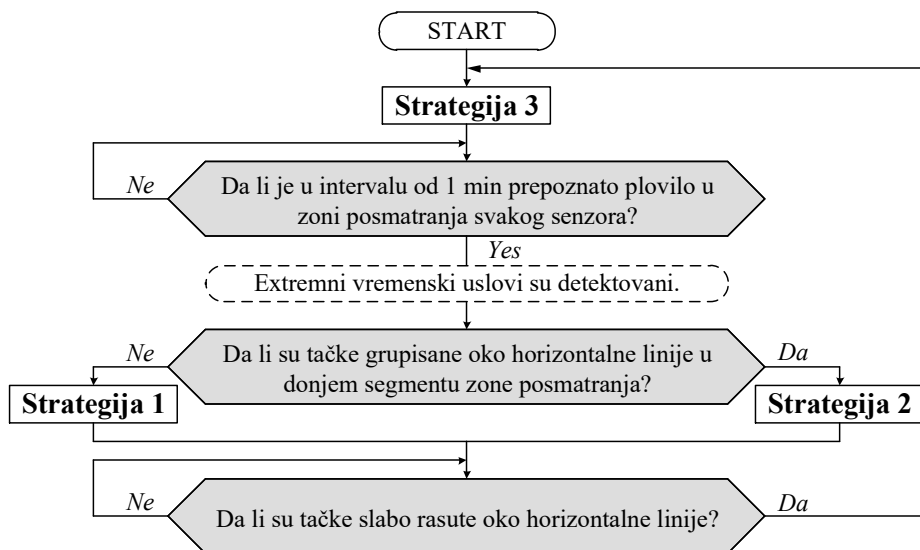 START
Strategija 3
Ne
Da li je u intervalu od 1 min prepoznato plovilo u
zoni posmatranja svakog senzora?
Yes
Extremni vremenski uslovi su detektovani.
Ne
Da li su tačke grupisane oko horizontalne linije u
donjem segmentu zone posmatranja?
Da
Strategija 1
Strategija 2
Ne
Da li su tačke slabo rasute oko horizontalne linije?
Da